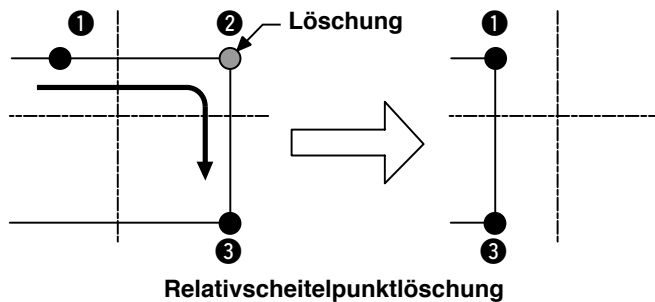 ❶ ❷ Löschung ❶
❸ ❸
Relativscheitelpunktlöschung